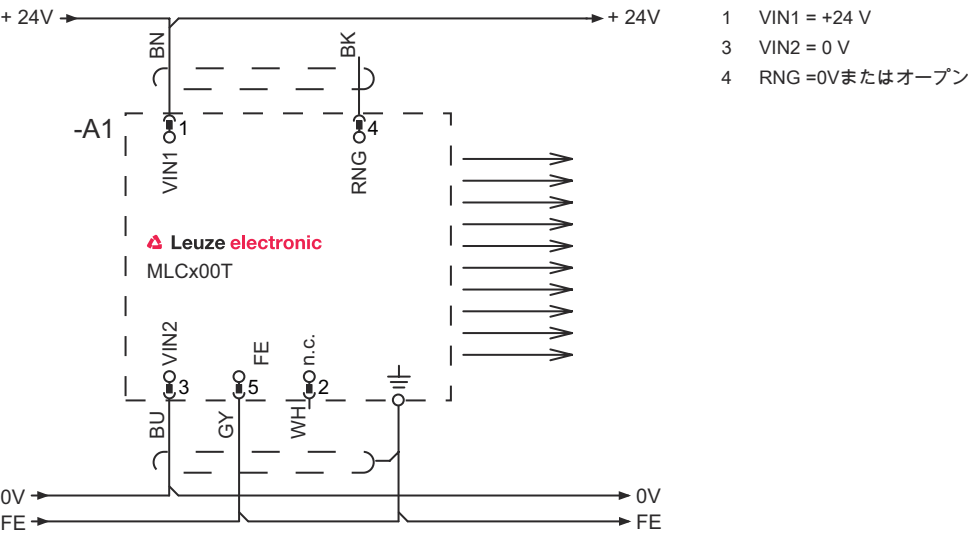 + 24V
+ 24V
BN
BK
-A1
1
4
VIN1
RNG
Leuze electronic
MLCx00T
VIN2
FE
n.c.
3
5
2
BU
GY
WH
0V
0V
FE
FE
1 VIN1 = +24 V
3 VIN2 = 0 V
4 RNG =0Vまたはオープン